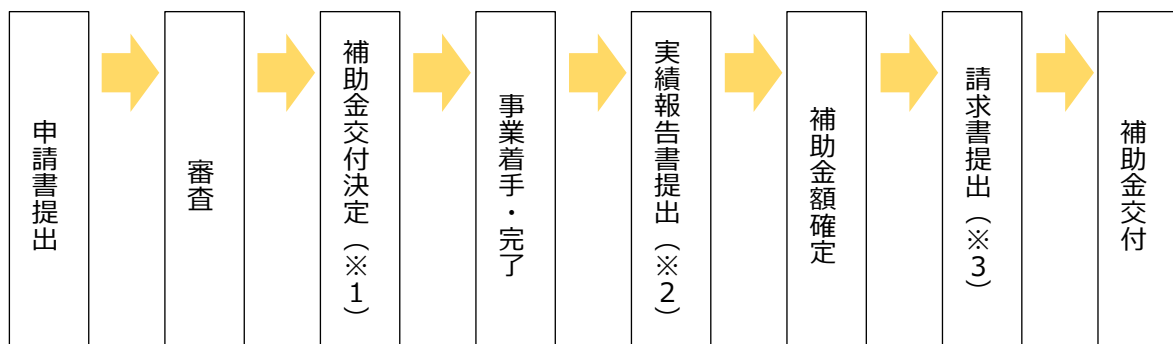 申請書提出
審査
補助金交付決定（※１）
事業着手・完了
実績報告書提出（※２）
補助金額確定
請求書提出（※３）
補助金交付